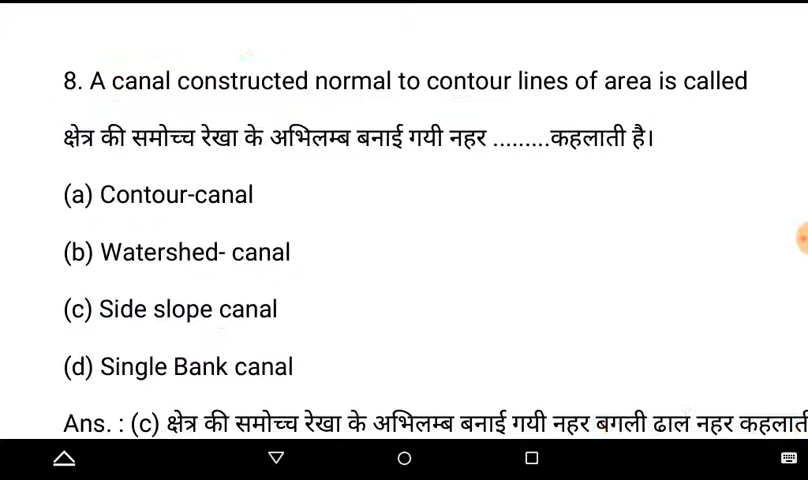 8. A canal constructed normal to contour lines of area is called
क्षेत्र की समोच्च रेखा के अभिलम्ब बनाई गयी नहर .........कहलाती है।
(a) Contour-canal
(b) Watershed- canal
(c) Side slope canal
(d) Single Bank canal
Ans. : (c) क्षेत्र की समोच्च रेखा के अभिलम्ब बनाई गयी नहर बगली ढाल नहर